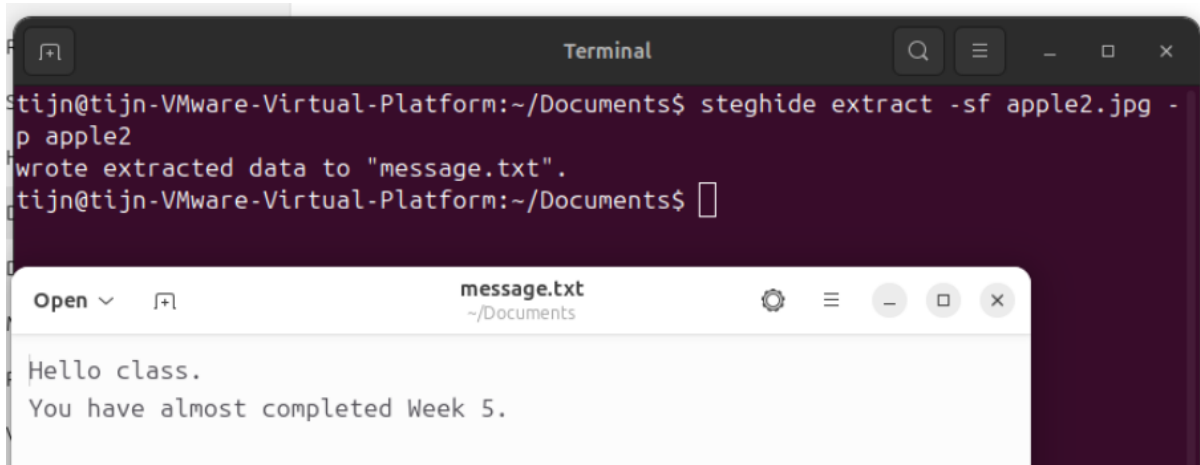 Terminal
tijn@tijn-VMware-Virtual-Platform:~/Documents$ steghide extract -sf apple2.jpg -
p apple2
wrote extracted data to "message.txt".
tijn@tijn-VMware-Virtual-Platform:~/Documents$
Open
message.txt
~/Documents
Hello class.
You have almost completed Week 5.